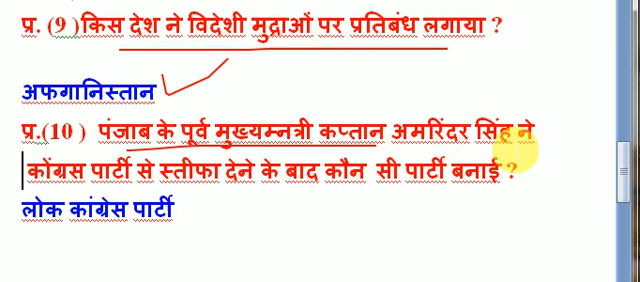 प्र. (9 )किस देश ने विदेशी मुद्राओं पर प्रतिबंध लगाया ?
अफगानिस्तान
प्र.(10 ) पंजाब के पूर्व मुख्यम्नत्री कप्तान अमरिंदर सिंह ने
कोंग्रस पार्टी से स्तीफा देने के बाद कौन सी पार्टी बनाई ?
लोक कांग्रेस पार्टी